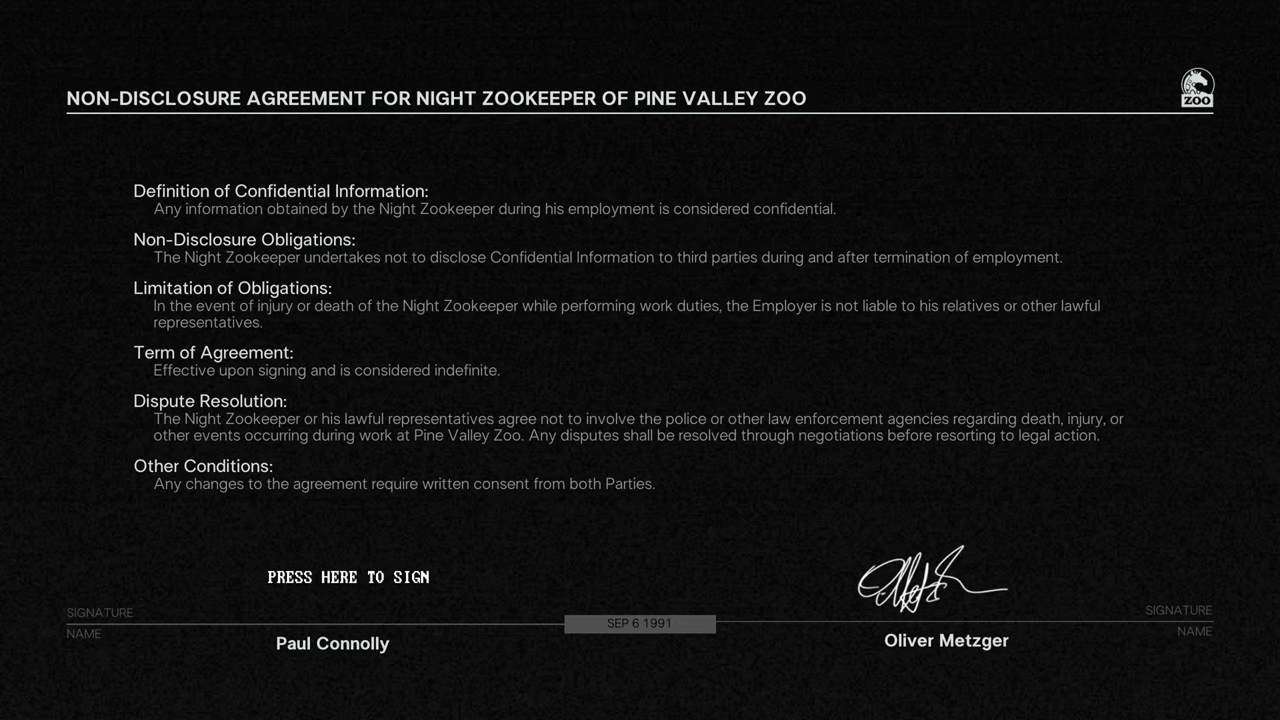 NON-DISCLOSURE AGREEMENT FOR NIGHT ZOOKEEPER OF PINE VALLEY ZOO
ZOO
Definition of Confidential Information:
Any information obtained by the Night Zookeeper during his employment is considered confidential.
Non-Disclosure Obligations:
The Night Zookeeper undertakes not to disclose Confidential Information to third parties during and after termination of employment.
Limitation of Obligations:
In the event of injury or death of the Night Zookeeper while performing work duties, the Employer is not liable to his relatives or other lawful
representatives.
Term of Agreement:
Effective upon signing and is considered indefinite.
Dispute Resolution:
The Night Zookeeper or his lawful representatives agree not to involve the police or other law enforcement agencies regarding death, injury, or
other events occurring during work at Pine Valley Zoo. Any disputes shall be resolved through negotiations before resorting to legal action.
Other Conditions:
Any changes to the agreement require written consent from both Parties.
PRESS HERE TO SIGN
SIGNATURE
SIGNATURE
SEP 6 1991
NAME
NAME
Paul Connolly
Oliver Metzger